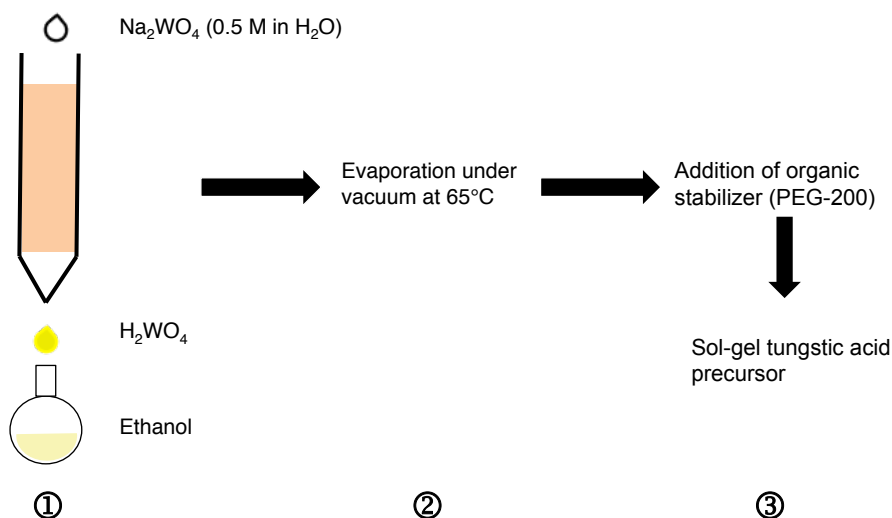 Na₂WO₄ (0.5 M in H₂O)
Evaporation under
vacuum at 65°C
Addition of organic
stabilizer (PEG-200)
H₂WO₄
Sol-gel tungstic acid
precursor
Ethanol
① ② ③